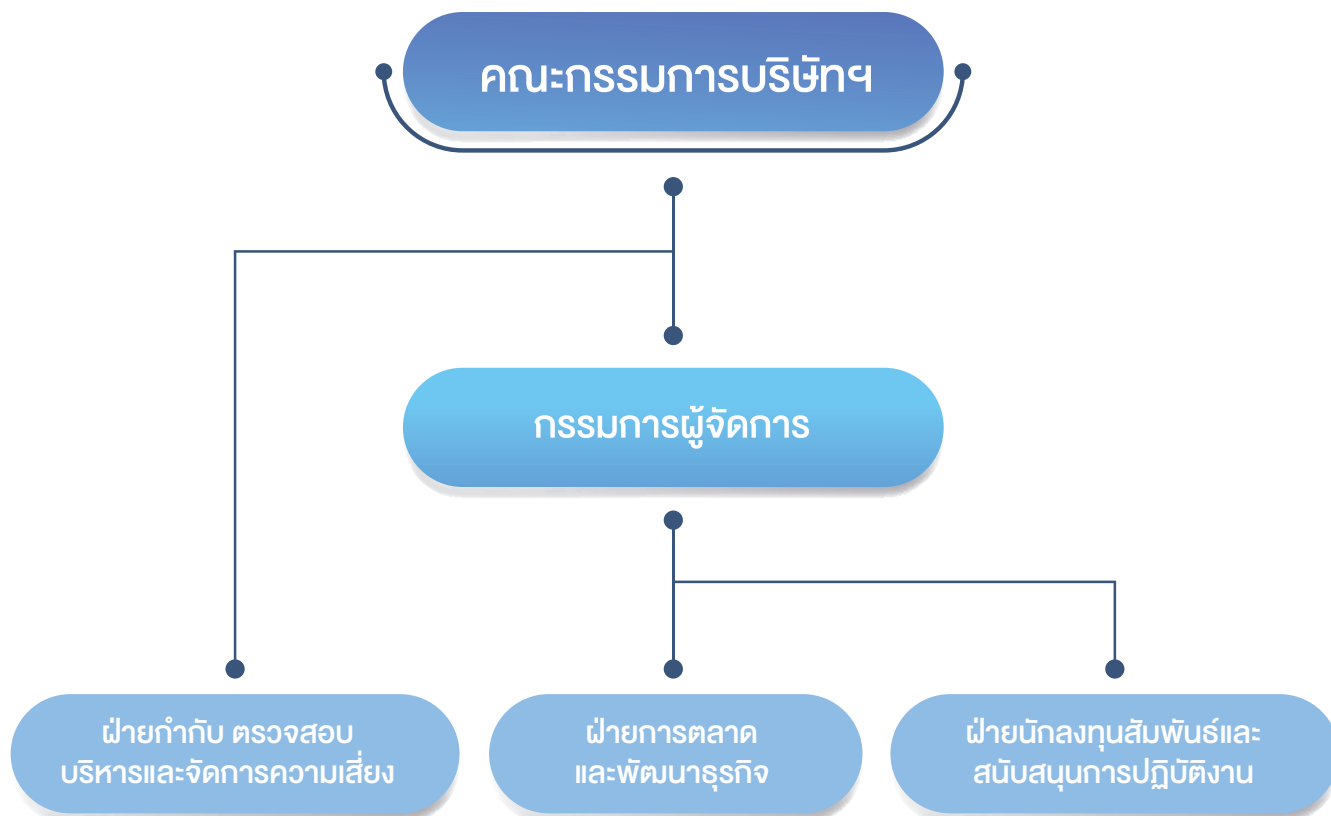 คณะกรรมการบริษัทฯ
กรรมการผู้จัดการ
ฝ่ายกำกับ ตรวจสอบ
บริหารและจัดการความเสี่ยง
ฝ่ายการตลาด
และพัฒนาธุรกิจ
ฝ่ายนักลงทุนสัมพันธ์และ
สนับสนุนการปฏิบัติงาน